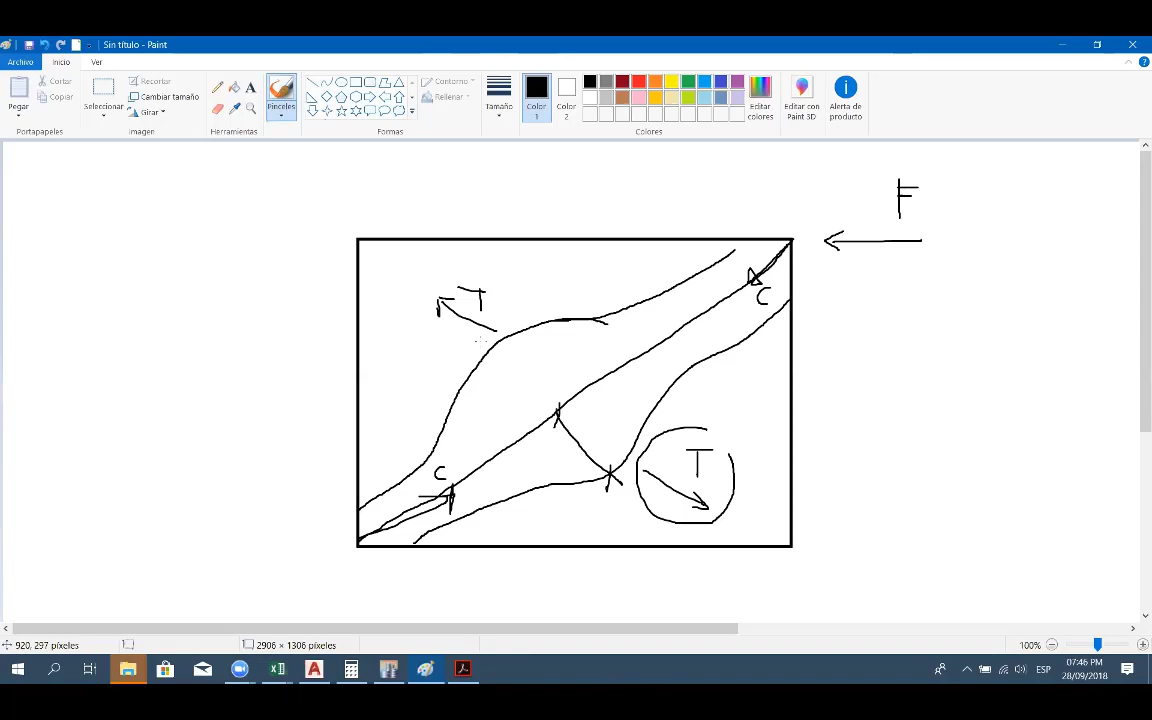 Sin título - Paint
Archivo Inicio Ver
Pegar
Cortar
Copiar
Portapapeles
Seleccionar
Recortar
Cambiar tamaño
Girar
Imagen
A
Herramientas
Pinceles
Contorno
Rellenar
Formas
Tamaño
Color 1
Color 2
Editar colores
Colores
Editar con Paint 3D
Alerta de producto
F
T
C
C
T
920, 297 píxeles
2906 × 1306 píxeles
100%
ESP
07:46 PM
28/09/2018